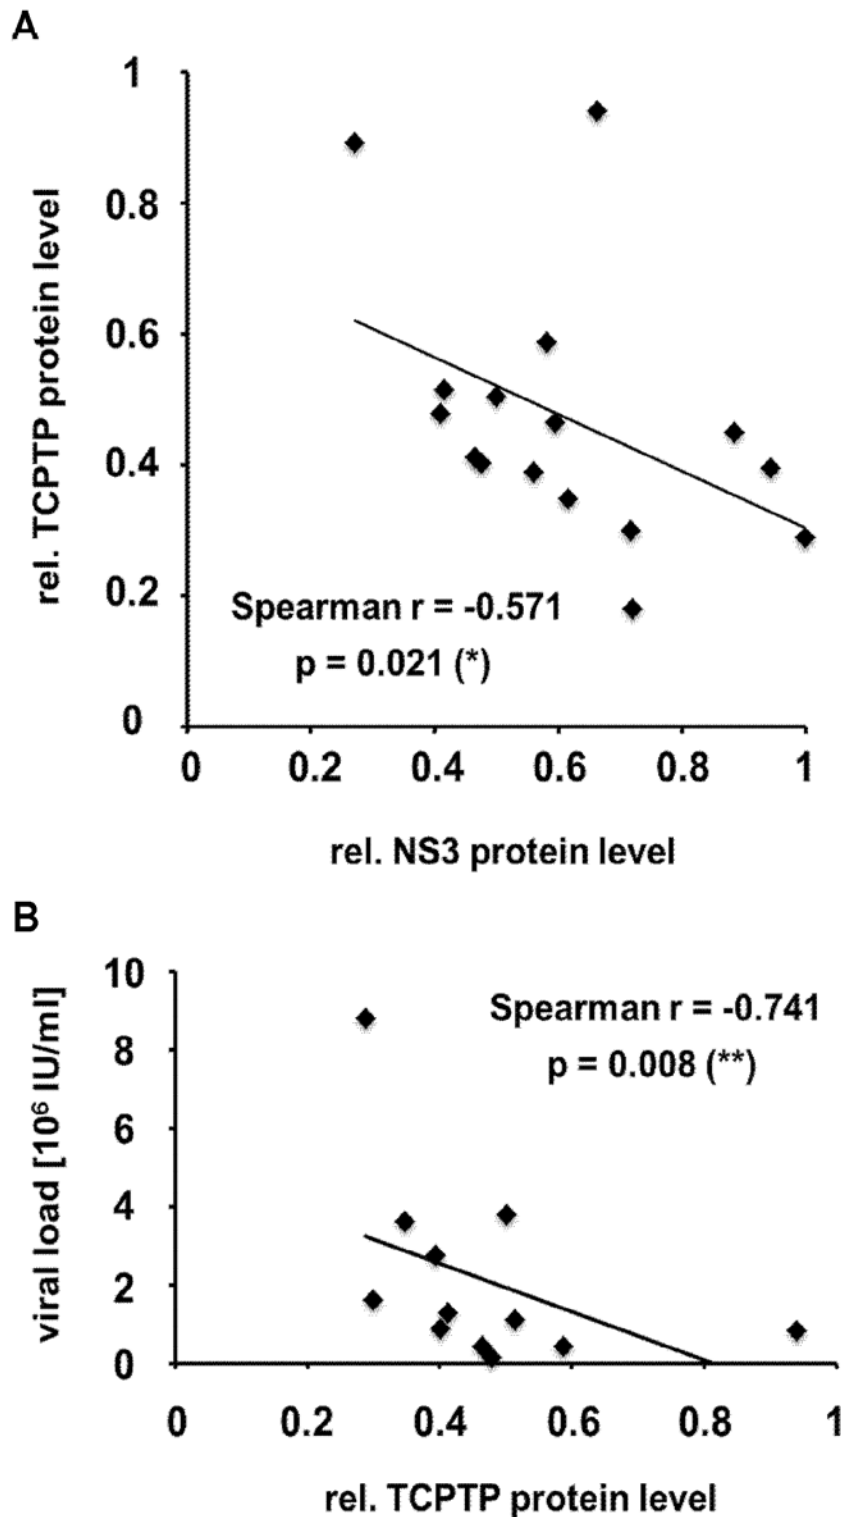 A
1
0.8
0.6
0.4
0.2
0
rel. TCPTP protein level
Spearman r = -0.571
p = 0.021 (*)
0 0.2 0.4 0.6 0.8 1
rel. NS3 protein level
B
10
8
6
4
2
0
viral load [10⁶ IU/ml]
Spearman r = -0.741
p = 0.008 (**)
0 0.2 0.4 0.6 0.8 1
rel. TCPTP protein level